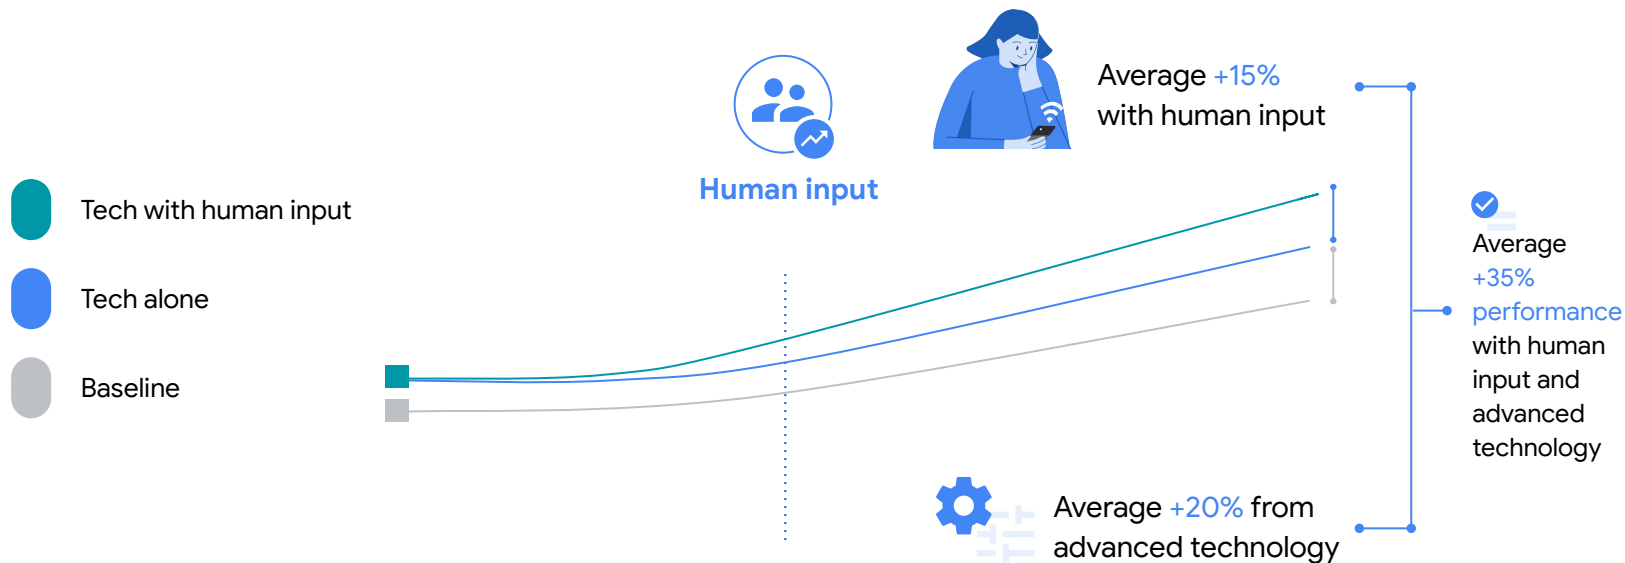 Average +15%
with human input
Human input
Tech with human input
Tech alone
Baseline
Average
+35%
performance
with human
input and
advanced
technology
Average +20% from
advanced technology